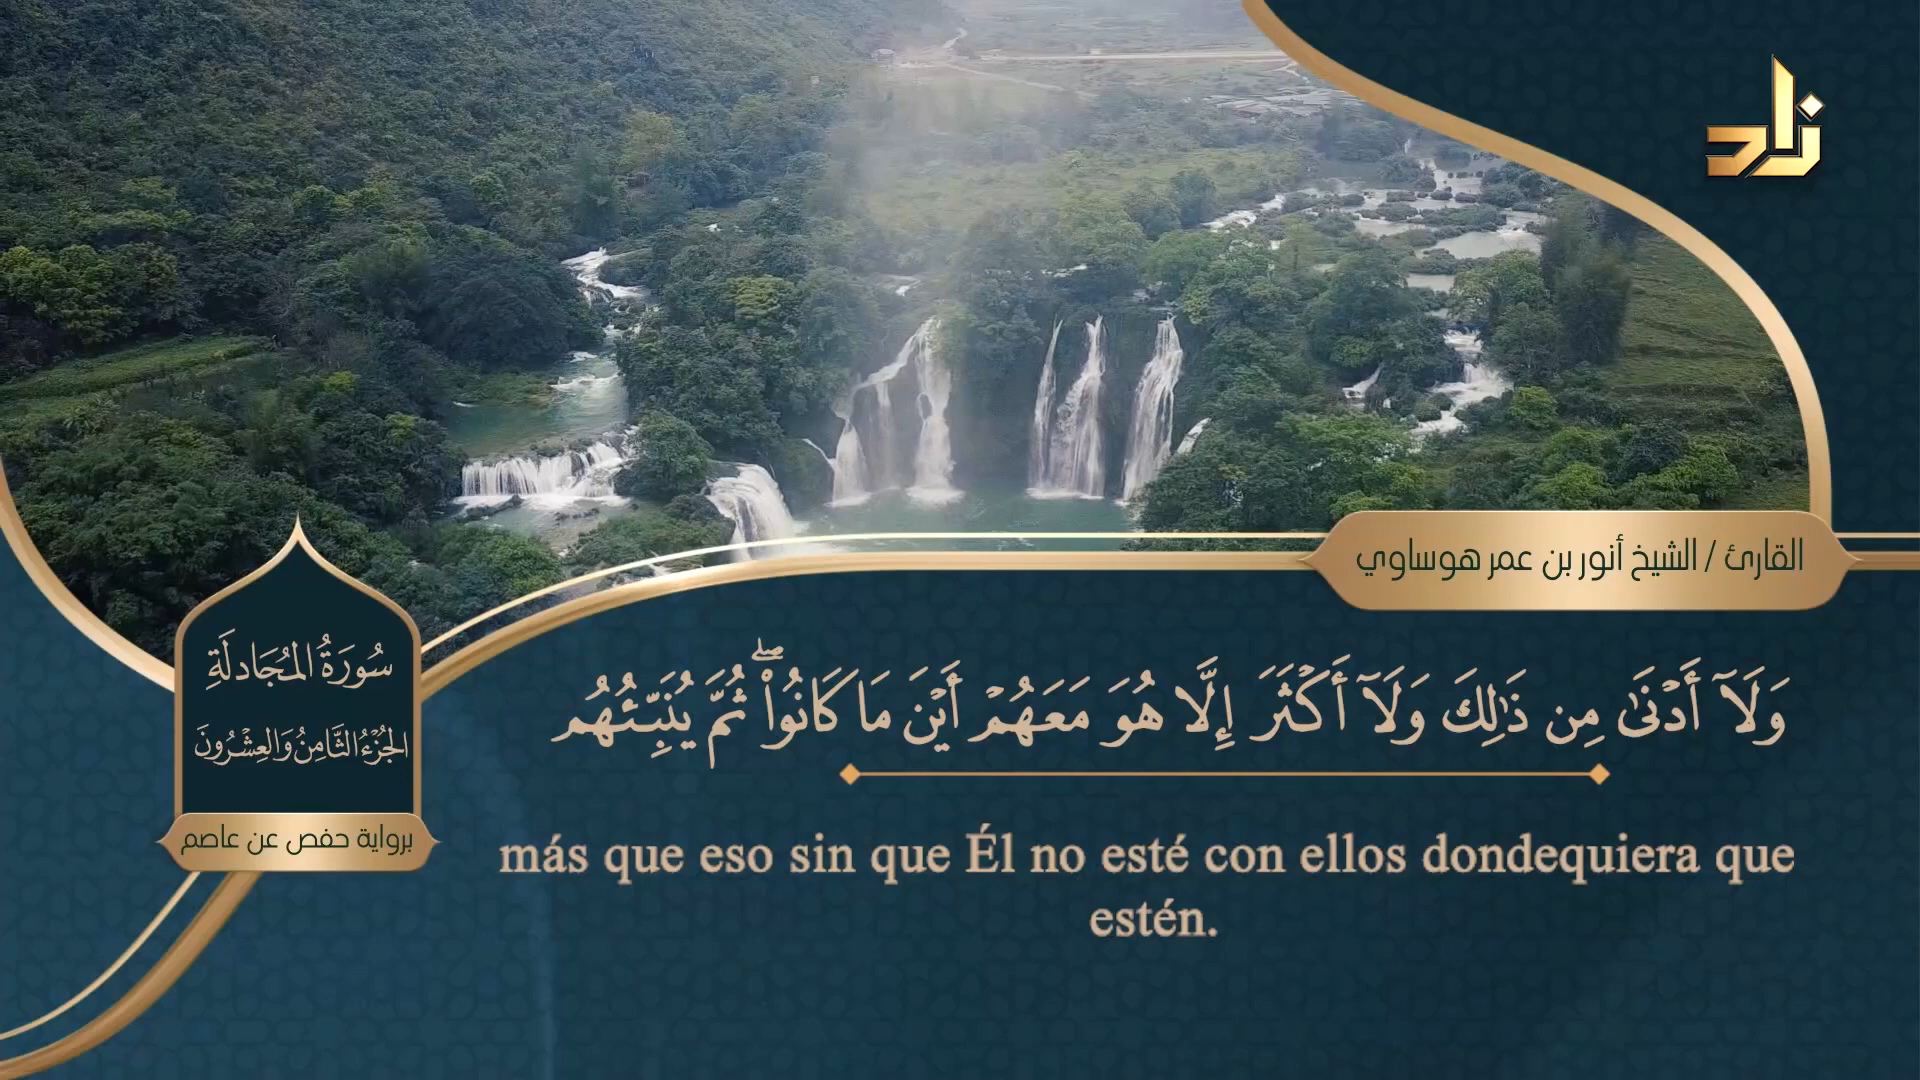 زاد
القارئ / الشيخ أنور بن عمر هوساوي
سُورَةُ المُجَادلَةِ
الجُزْءُ الثَّامِنُ وَالعِشْرُونَ
برواية حفص عن عاصم
وَلَآ أَدْنَىٰ مِن ذَٰلِكَ وَلَآ أَكْثَرَ إِلَّا هُوَ مَعَهُمْ أَيْنَ مَا كَانُوا۟ ۖ ثُمَّ يُنَبِّئُهُم
más que eso sin que Él no esté con ellos dondequiera que
estén.